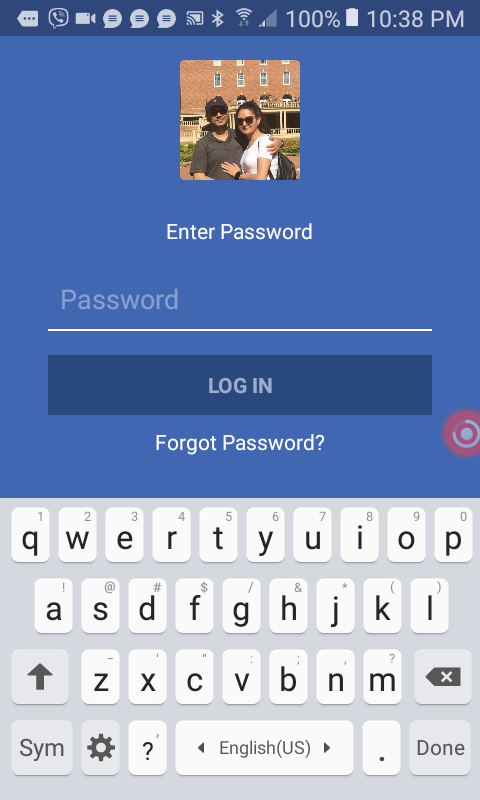 100% 10:38 PM
Enter Password
Password
LOG IN
Forgot Password?
1 2 3 4 5 6 7 8 9 0
q w e r t y u i o p
! @ # $ / & * ( )
a s d f g h j k l
– ' " : ; , ?
z x c v b n m
Sym ,? English(US) . Done